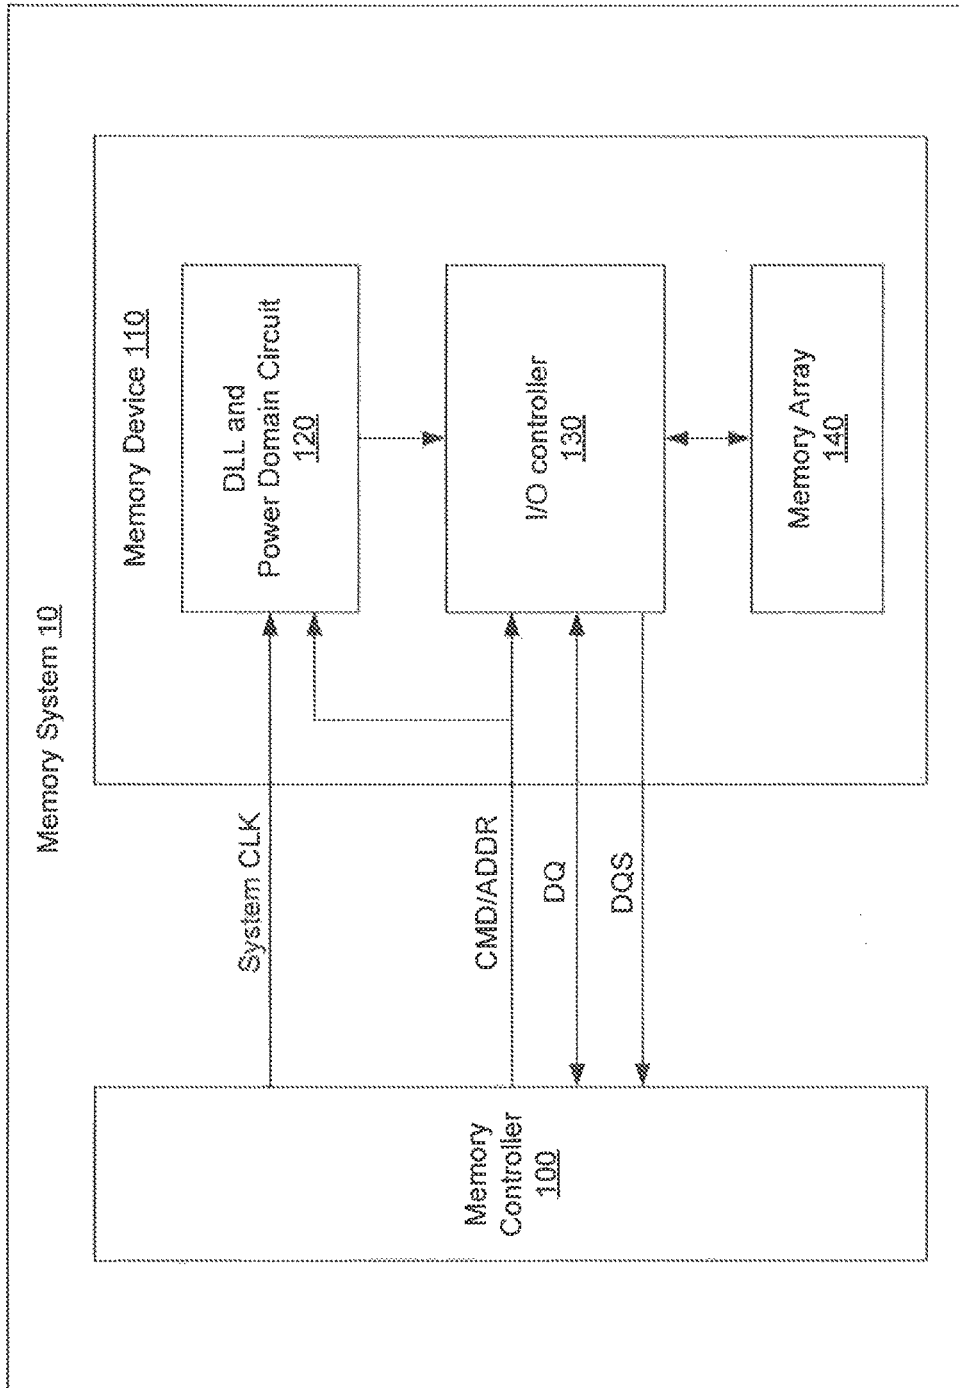 Memory System 10
Memory Device 110
DLL and
Power Domain Circuit
120
I/O controller
130
Memory Array
140
System CLK
CMD/ADDR
DQ
DQS
Memory
Controller
100